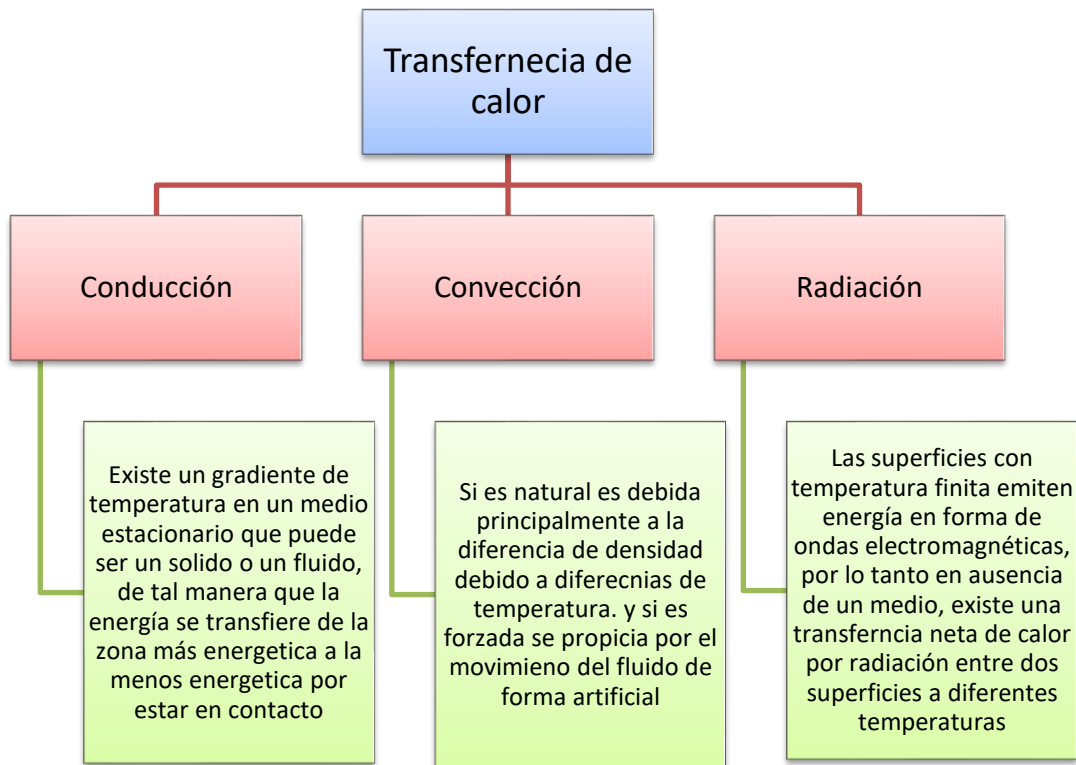 Transfernecia de
calor
Conducción
Convección
Radiación
Existe un gradiente de
temperatura en un medio
estacionario que puede
ser un solido o un fluido,
de tal manera que la
energía se transfiere de la
zona más energetica a la
menos energetica por
estar en contacto
Si es natural es debida
principalmente a la
diferencia de densidad
debido a diferecnias de
temperatura. y si es
forzada se propicia por el
movimieno del fluido de
forma artificial
Las superficies con
temperatura finita emiten
energía en forma de
ondas electromagnéticas,
por lo tanto en ausencia
de un medio, existe una
transferncia neta de calor
por radiación entre dos
superficies a diferentes
temperaturas